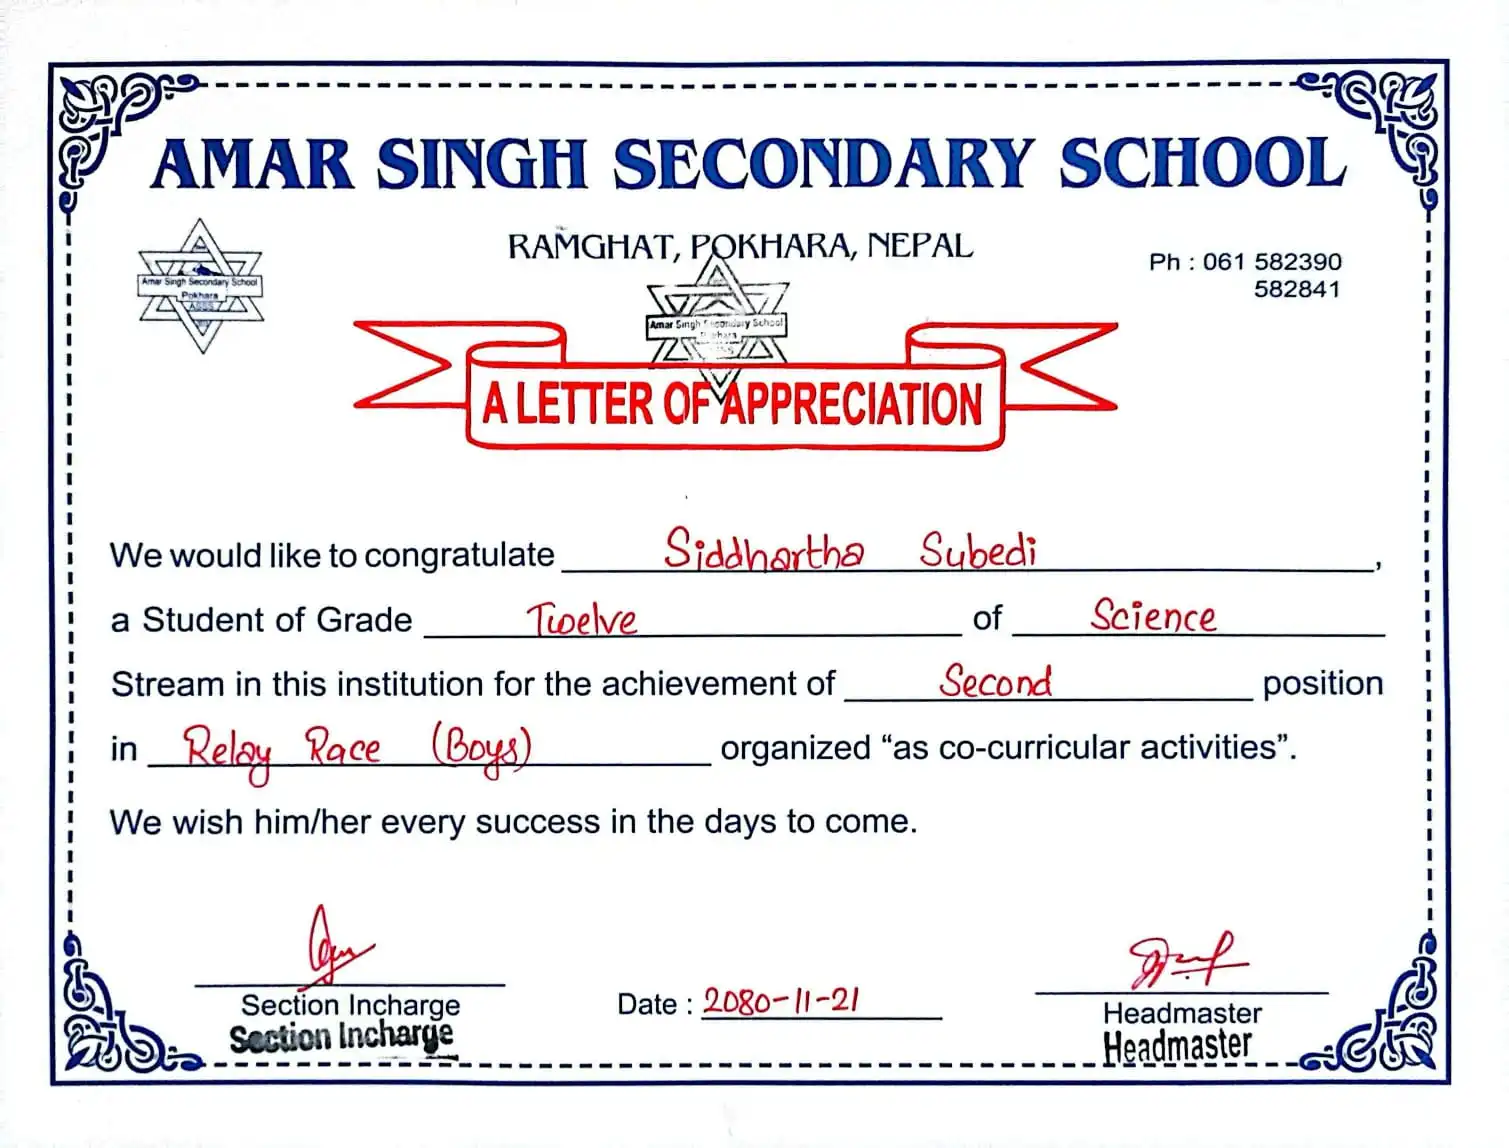 AMAR SINGH SECONDARY SCHOOL
RAMGHAT, POKHARA, NEPAL
Ph : 061 582390
582841
Amar Singh Secondary School
Pokhara
ASSS
Amar Singh Secondary School
Pokhara
A LETTER OF APPRECIATION
We would like to congratulate Siddhartha Subedi,
a Student of Grade Twelve of Science
Stream in this institution for the achievement of Second position
in Relay Race (Boys) organized “as co-curricular activities”.
We wish him/her every success in the days to come.
Section Incharge
Section Incharge
Date : 2080-11-21
Headmaster
Headmaster